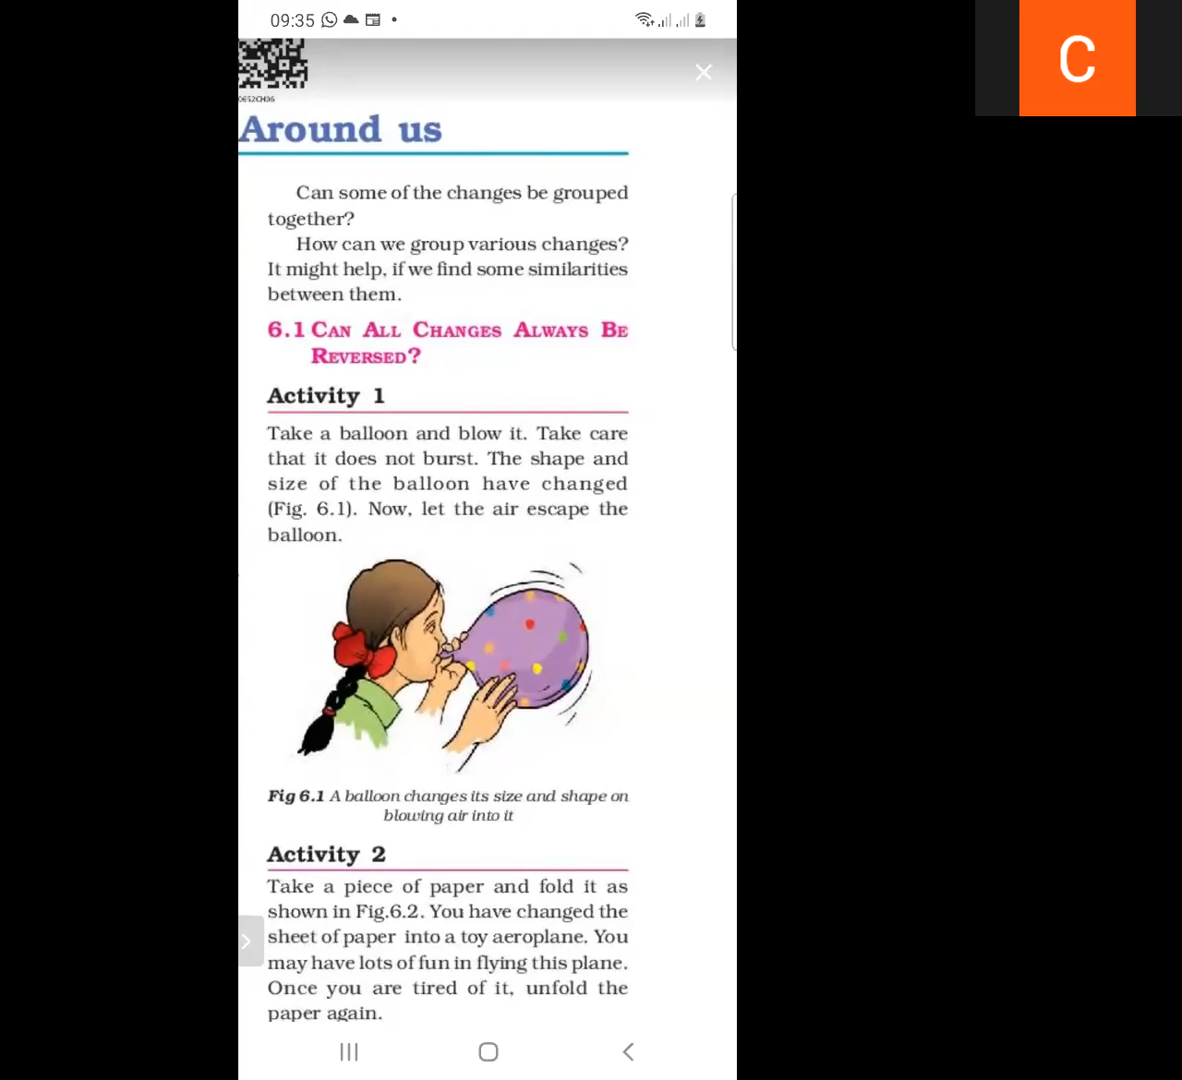 09:35
C
0652CH06
Around us
Can some of the changes be grouped
together?
How can we group various changes?
It might help, if we find some similarities
between them.
6.1 CAN ALL CHANGES ALWAYS BE
REVERSED?
Activity 1
Take a balloon and blow it. Take care
that it does not burst. The shape and
size of the balloon have changed
(Fig. 6.1). Now, let the air escape the
balloon.
Fig 6.1 A balloon changes its size and shape on
blowing air into it
Activity 2
Take a piece of paper and fold it as
shown in Fig.6.2. You have changed the
sheet of paper into a toy aeroplane. You
may have lots of fun in flying this plane.
Once you are tired of it, unfold the
paper again.